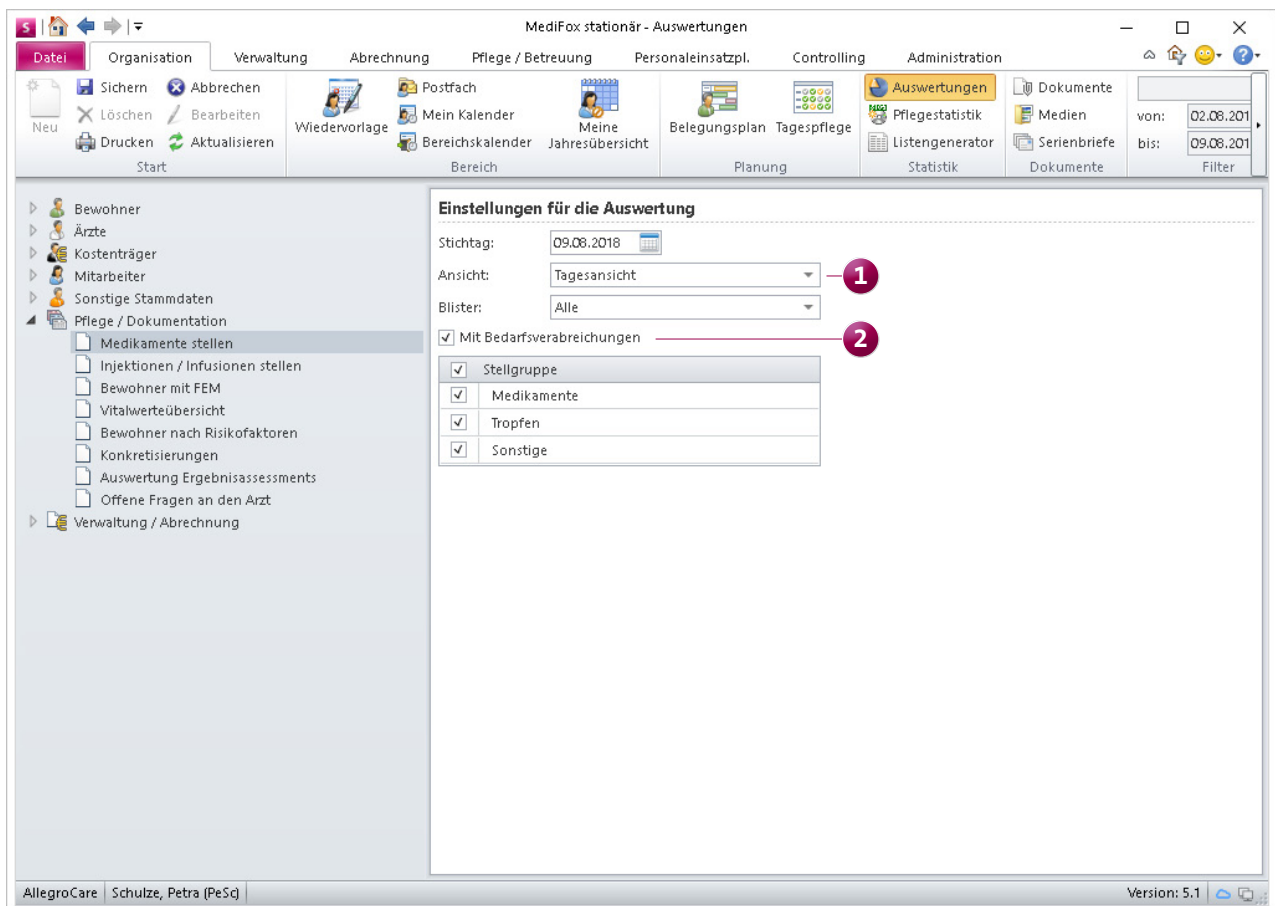 S
MediFox stationär - Auswertungen
Datei Organisation Verwaltung Abrechnung Pflege / Betreuung Personaleinsatzpl. Controlling Administration
Neu
Sichern Abbrechen
Löschen Bearbeiten
Drucken Aktualisieren
Start
Wiedervorlage
Postfach
Mein Kalender
Bereichskalender
Meine
Jahresübersicht
Bereich
Belegungsplan Tagespflege
Planung
Auswertungen
Pflegestatistik
Listengenerator
Statistik
Dokumente
Medien
Serienbriefe
Dokumente
von: 02.08.201
bis: 09.08.201
Filter
Bewohner
Ärzte
Kostenträger
Mitarbeiter
Sonstige Stammdaten
Pflege / Dokumentation
Medikamente stellen
Injektionen / Infusionen stellen
Bewohner mit FEM
Vitalwerteübersicht
Bewohner nach Risikofaktoren
Konkretisierungen
Auswertung Ergebnisassessments
Offene Fragen an den Arzt
Verwaltung / Abrechnung
Einstellungen für die Auswertung
Stichtag: 09.08.2018
Ansicht: Tagesansicht 1
Blister: Alle
Mit Bedarfsverabreichungen 2
Stellgruppe
Medikamente
Tropfen
Sonstige
AllegroCare Schulze, Petra (PeSc) Version: 5.1